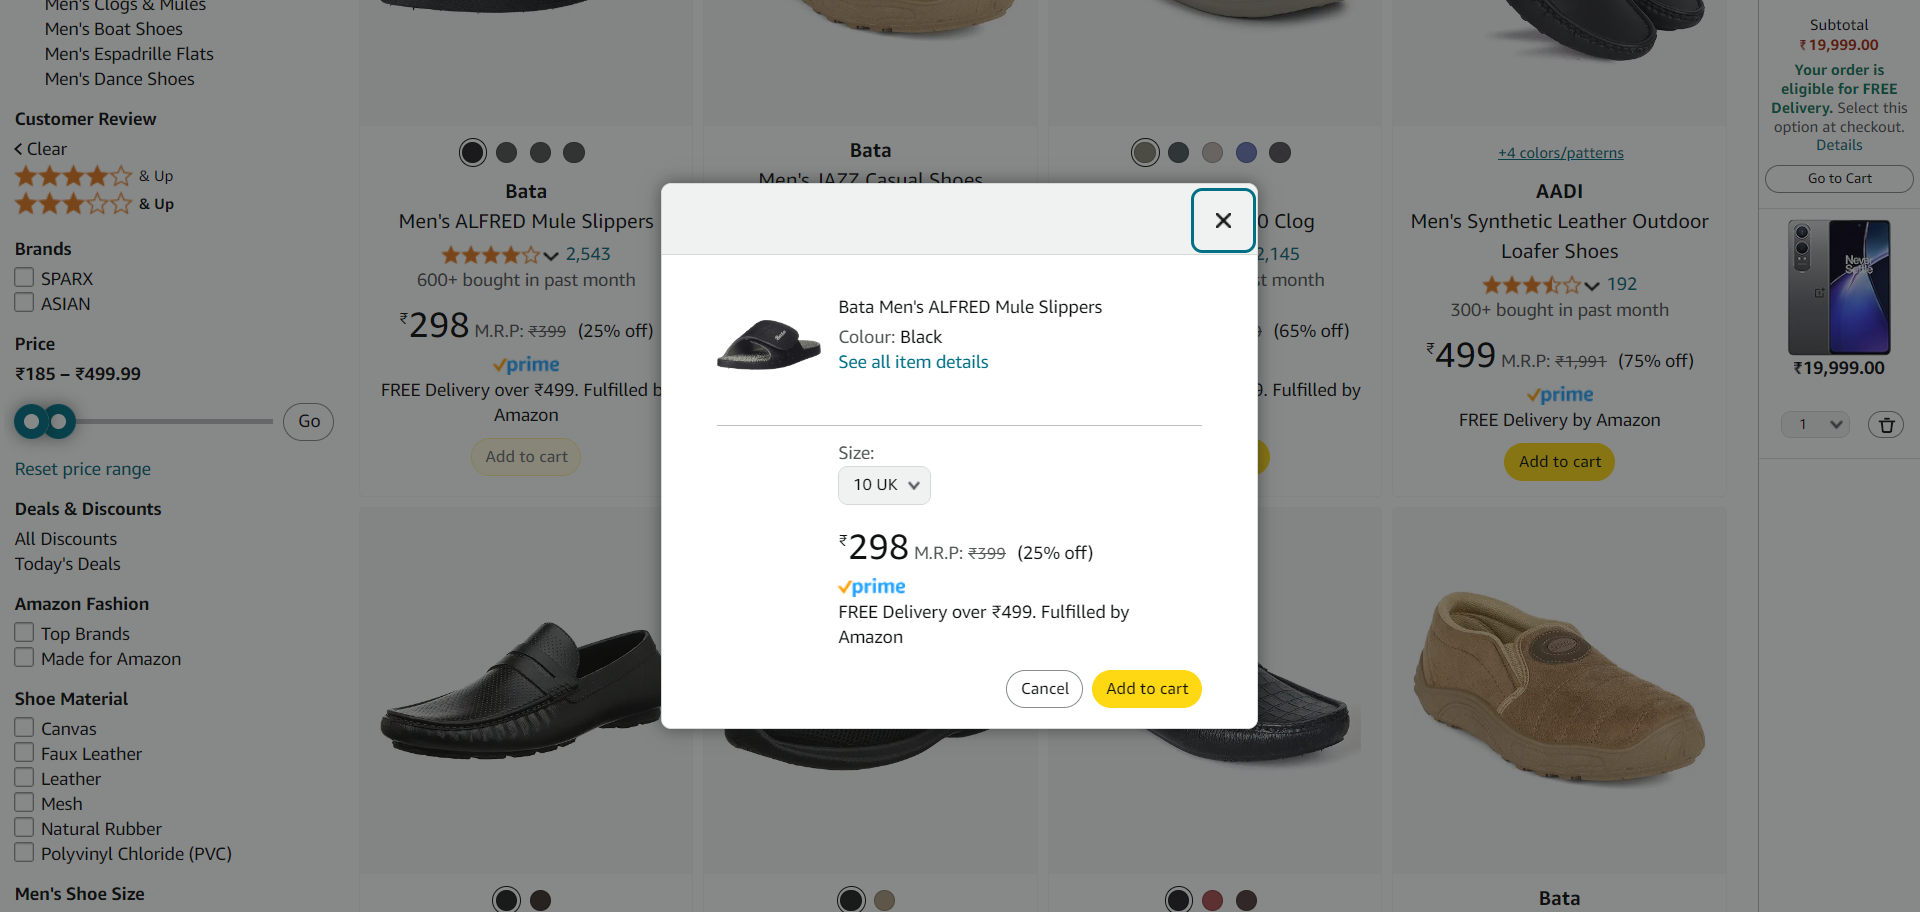 Men's Clogs & Mules
Men's Boat Shoes
Men's Espadrille Flats
Men's Dance Shoes
Customer Review
Clear
& Up
& Up
Brands
SPARX
ASIAN
Price
₹185 – ₹499.99
Go
Reset price range
Deals & Discounts
All Discounts
Today's Deals
Amazon Fashion
Top Brands
Made for Amazon
Shoe Material
Canvas
Faux Leather
Leather
Mesh
Natural Rubber
Polyvinyl Chloride (PVC)
Men's Shoe Size
Bata
Men's ALFRED Mule Slippers
2,543
600+ bought in past month
₹298 M.R.P: ₹399 (25% off)
prime
FREE Delivery over ₹499. Fulfilled b
Amazon
Add to cart
Bata
Men's JAZZ Casual Shoes
Bata Men's ALFRED Mule Slippers
Colour: Black
See all item details
Size:
10 UK
₹298 M.R.P: ₹399 (25% off)
prime
FREE Delivery over ₹499. Fulfilled by
Amazon
Cancel
Add to cart
0 Clog
2,145
st month
(65% off)
9. Fulfilled by
+4 colors/patterns
AADI
Men's Synthetic Leather Outdoor
Loafer Shoes
192
300+ bought in past month
₹499 M.R.P: ₹1,991 (75% off)
prime
FREE Delivery by Amazon
Add to cart
Bata
Subtotal
₹19,999.00
Your order is
eligible for FREE
Delivery. Select this
option at checkout.
Details
Go to Cart
Never
Settle
₹19,999.00
1